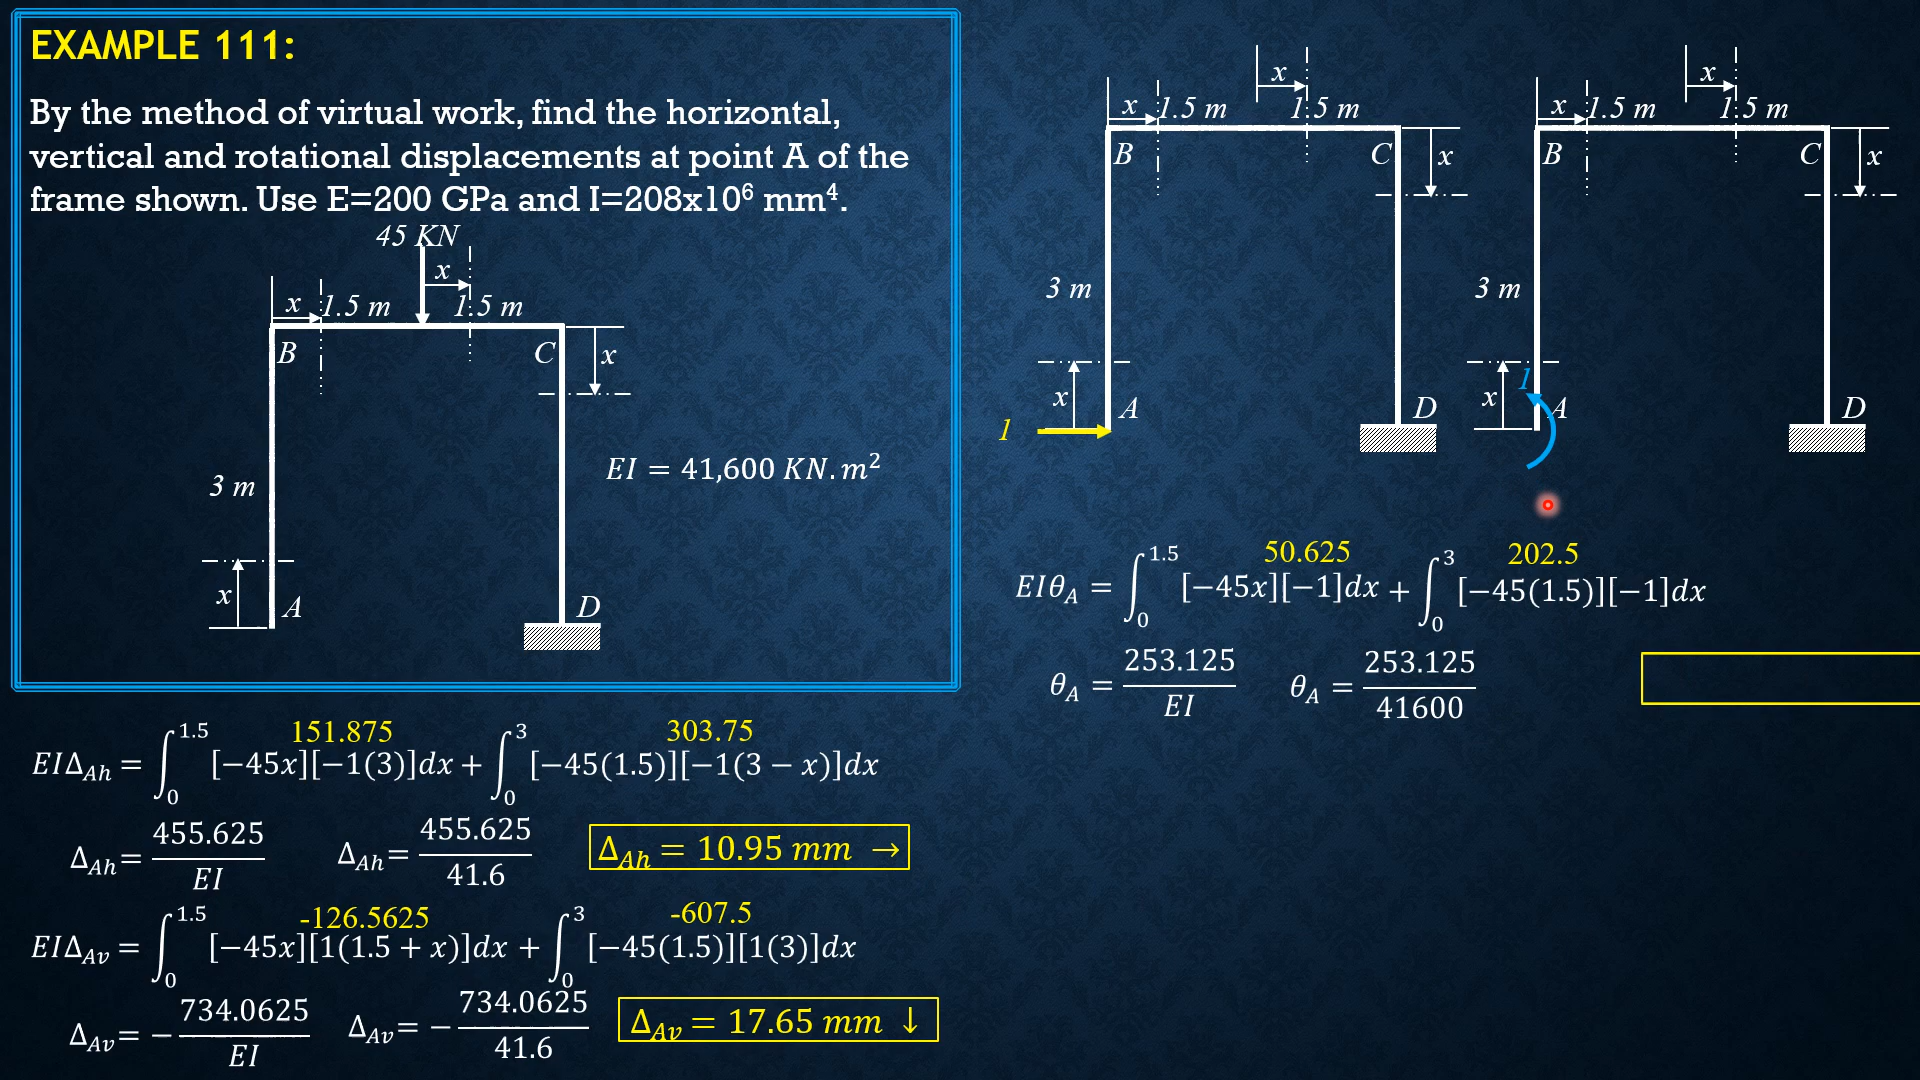 EXAMPLE 111:
By the method of virtual work, find the horizontal,
vertical and rotational displacements at point A of the
frame shown. Use E=200 GPa and I=208x10⁶ mm⁴.
45 KN
x
x 1.5 m 1.5 m
B C x
3 m
EI = 41,600 KN.m²
x A D
x
x 1.5 m 1.5 m
B C x
3 m
x A D
1
x
x 1.5 m 1.5 m
B C x
3 m
1
x A D
151.875 303.75
EIΔ_Ah = ∫₀^1.5 [−45x][−1(3)]dx + ∫₀^3 [−45(1.5)][−1(3 − x)]dx
Δ_Ah = 455.625/EI Δ_Ah = 455.625/41.6 Δ_Ah = 10.95 mm →
-126.5625 -607.5
EIΔ_Av = ∫₀^1.5 [−45x][1(1.5 + x)]dx + ∫₀^3 [−45(1.5)][1(3)]dx
Δ_Av = − 734.0625/EI Δ_Av = − 734.0625/41.6 Δ_Av = 17.65 mm ↓
50.625 202.5
EIθ_A = ∫₀^1.5 [−45x][−1]dx + ∫₀^3 [−45(1.5)][−1]dx
θ_A = 253.125/EI θ_A = 253.125/41600